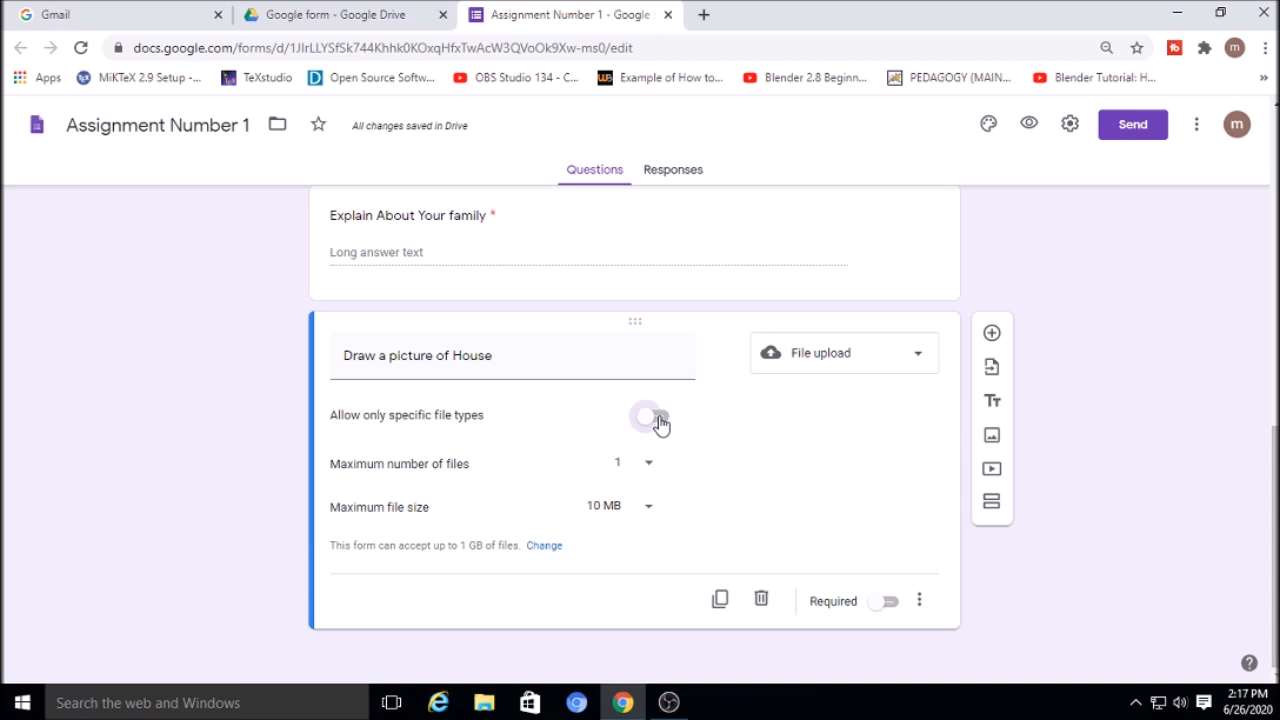 Gmail
Google form - Google Drive
Assignment Number 1 - Google
docs.google.com/forms/d/1JIrLLYSfSk744Khhk0KOxqHfxTwAcW3QVoOk9Xw-ms0/edit
Apps
MiKTeX 2.9 Setup -...
TeXstudio
Open Source Softw...
OBS Studio 134 - C...
Example of How to...
Blender 2.8 Beginn...
PEDAGOGY (MAIN...
Blender Tutorial: H...
»
Assignment Number 1
All changes saved in Drive
Send
m
Questions
Responses
Explain About Your family *
Long answer text
Draw a picture of House
File upload
Allow only specific file types
Maximum number of files
1
Maximum file size
10 MB
This form can accept up to 1 GB of files. Change
Required
Search the web and Windows
2:17 PM
6/26/2020